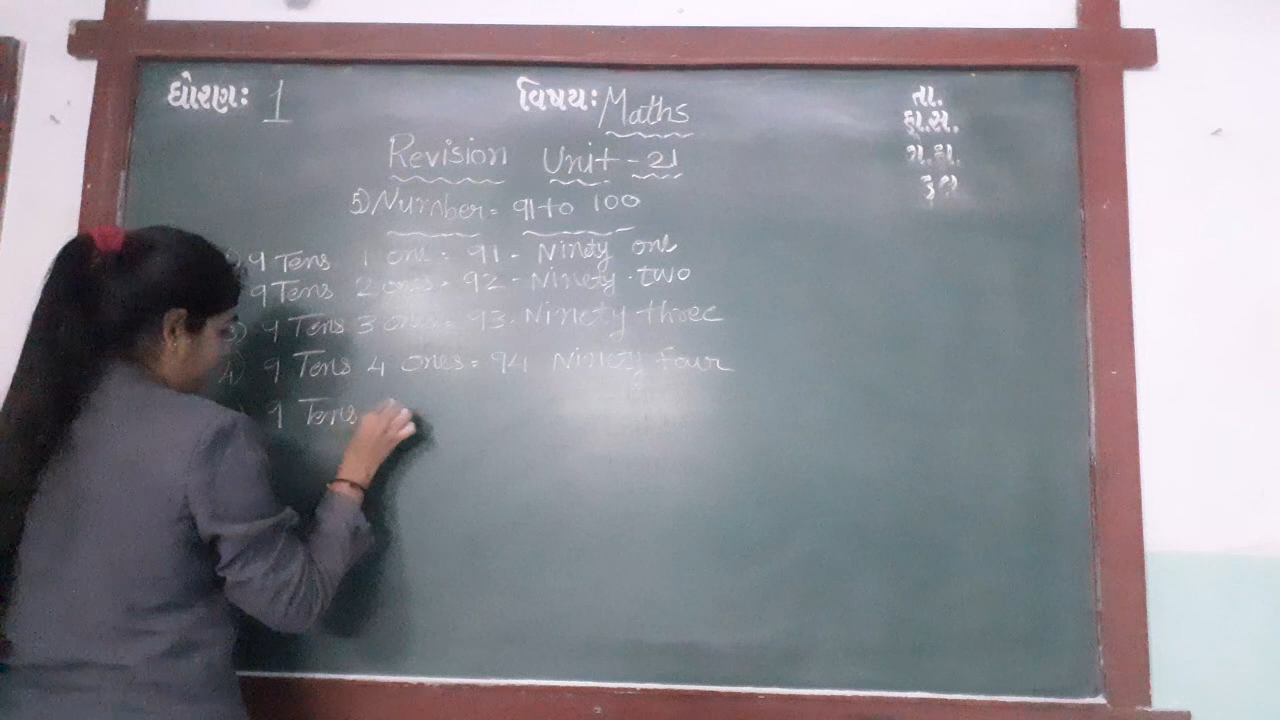 ધોરણઃ 1 વિષયઃ Maths
તા.
હા.સ.
ગ.હા.
કુલ
Revision Unit - 21
5) Number = 91 to 100
9 Tens 1 one = 91 - Ninety one
9 Tens 2 ones = 92 - Ninety two
3) 9 Tens 3 ones = 93 - Ninety three
4) 9 Tens 4 ones = 94 Ninety four
9 Tens